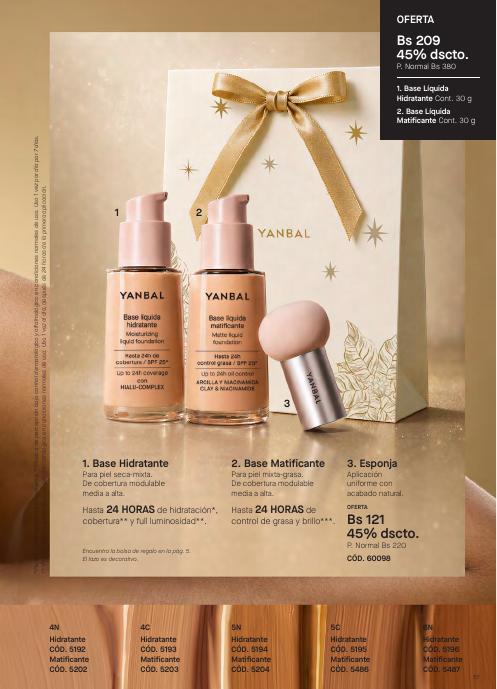 OFERTA
Bs 209
45% dscto.
P. Normal Bs 380
1. Base Líquida
Hidratante Cont. 30 g
2. Base Líquida
Matificante Cont. 30 g
YANBAL
1
2
3
YANBAL
Base líquida
hidratante
Moisturizing
liquid foundation
Hasta 24h de
cobertura / SPF 25*
Up to 24h coverage
con
HIALU-COMPLEX
YANBAL
Base líquida
matificante
Matte liquid
foundation
Hasta 24h
control grasa / SPF 23*
Up to 24h oil control
ARCILLA Y NIACINAMIDA
CLAY & NIACINAMIDE
YANBAL
1. Base Hidratante
Para piel seca-mixta.
De cobertura modulable
media a alta.
Hasta 24 HORAS de hidratación*,
cobertura** y full luminosidad**.
2. Base Matificante
Para piel mixta-grasa.
De cobertura modulable
media a alta.
Hasta 24 HORAS de
control de grasa y brillo***.
3. Esponja
Aplicación
uniforme con
acabado natural.
OFERTA
Bs 121
45% dscto.
P. Normal Bs 220
CÓD. 60098
Encuentra la bolsa de regalo en la pág. 5.
El lazo es decorativo.
4N
Hidratante
CÓD. 5192
Matificante
CÓD. 5202
4C
Hidratante
CÓD. 5193
Matificante
CÓD. 5203
5N
Hidratante
CÓD. 5194
Matificante
CÓD. 5204
5C
Hidratante
CÓD. 5195
Matificante
CÓD. 5486
6N
Hidratante
CÓD. 5196
Matificante
CÓD. 5487